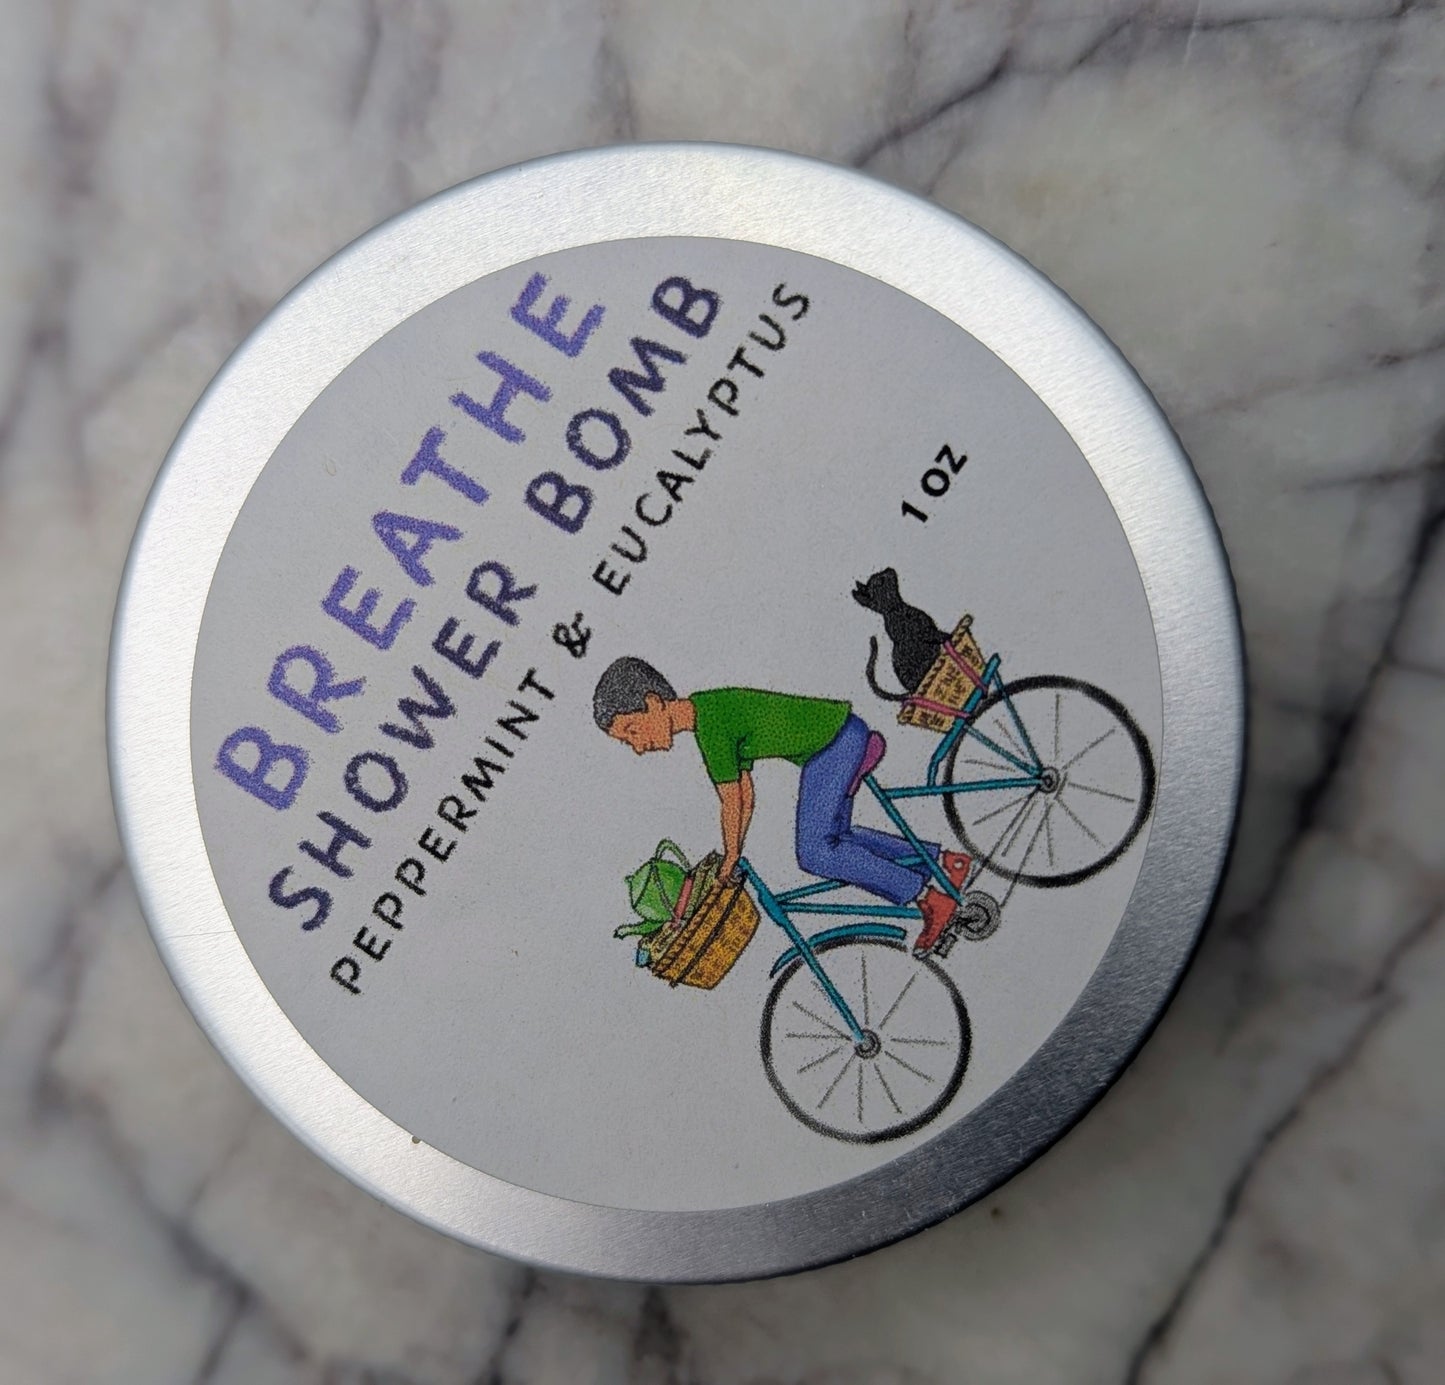 BREATHE
SHOWER BOMB
PEPPERMINT & EUCALYPTUS
1 OZ